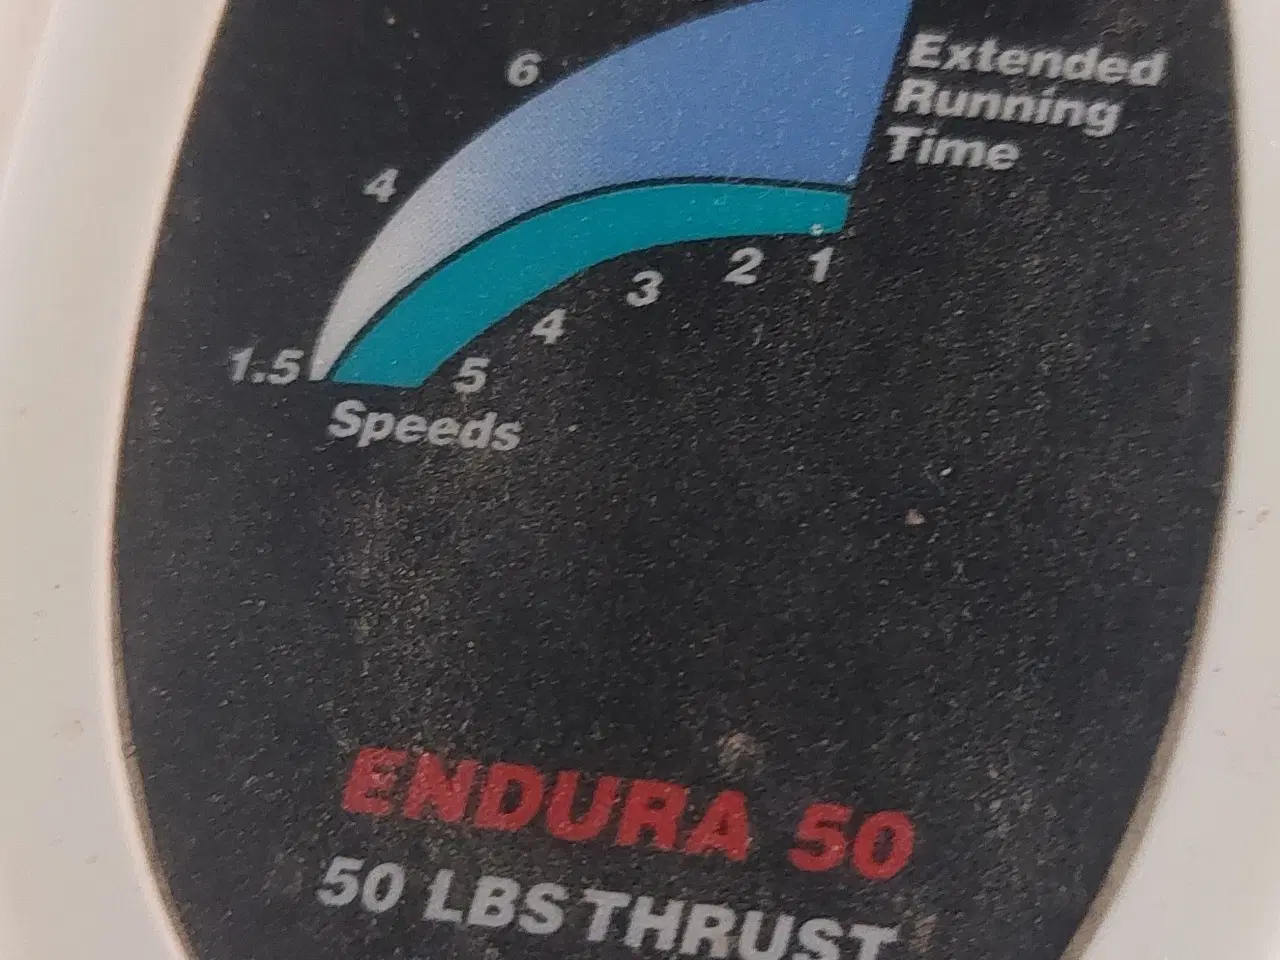 Extended
Running
Time
6
4
1.5
1
2
3
4
5
Speeds
ENDURA 50
50 LBS THRUST